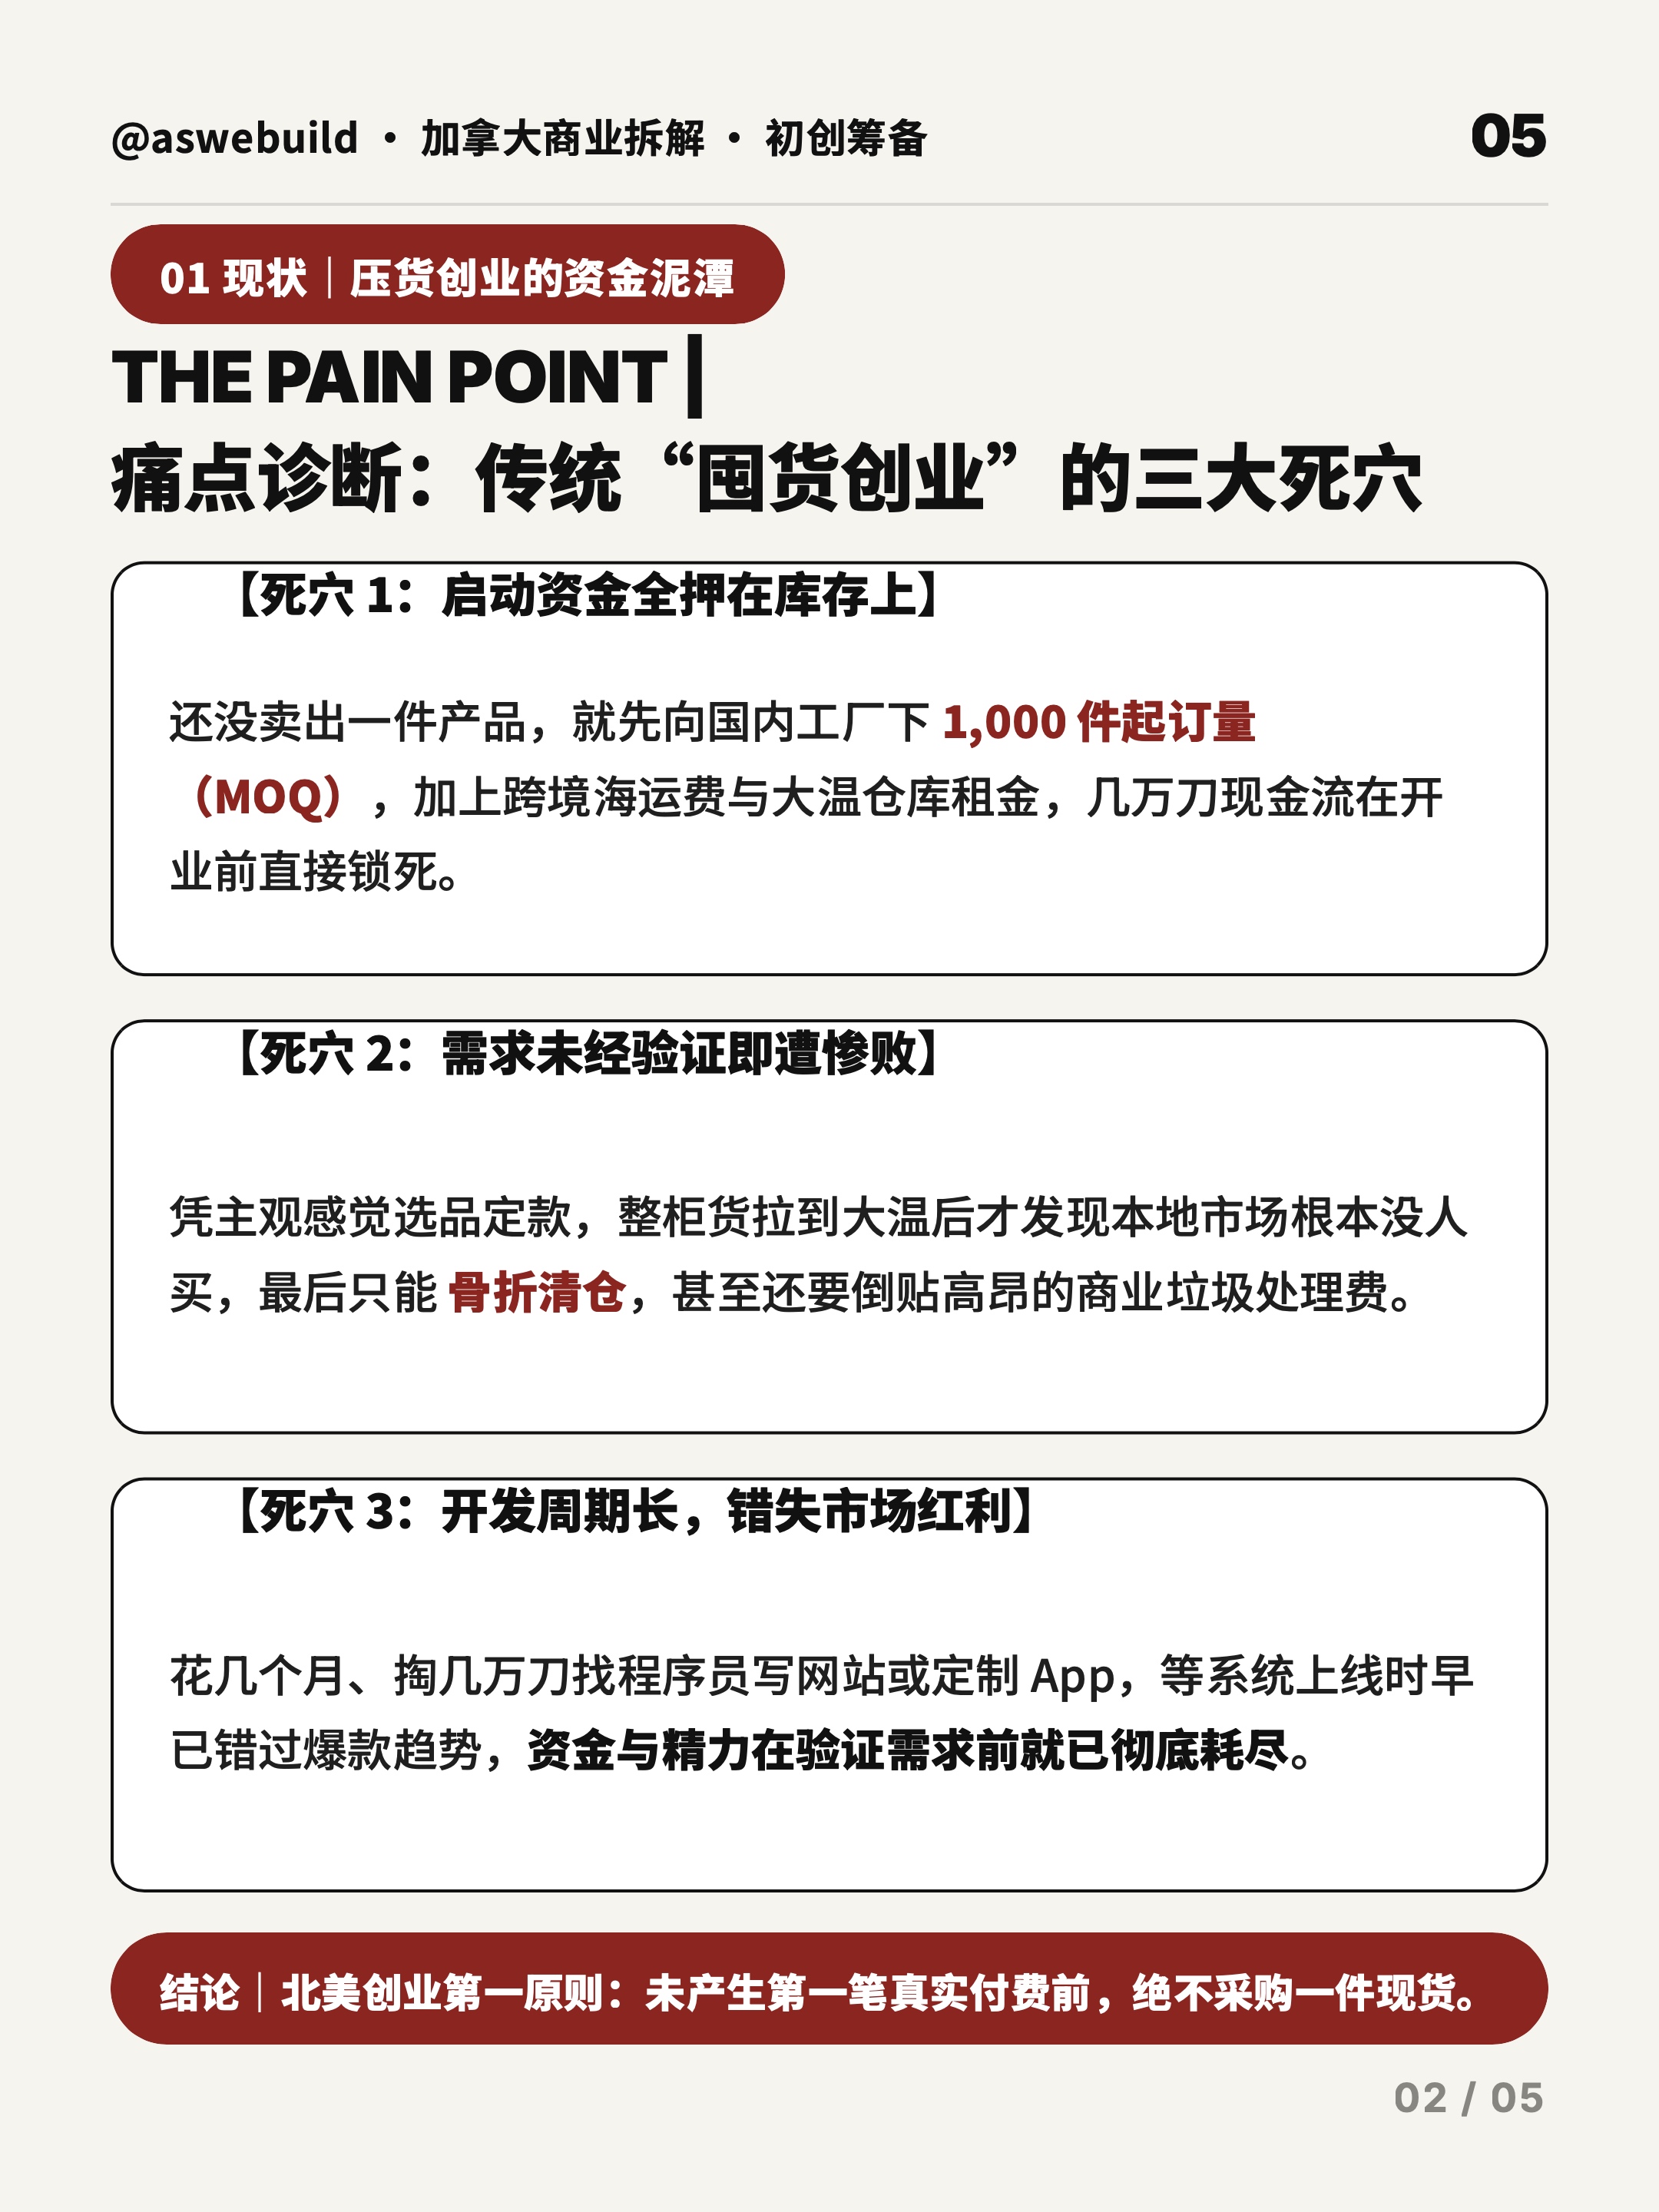 @aswebuild • 加拿大商业拆解 • 初创筹备
05
01 现状｜压货创业的资金泥潭
THE PAIN POINT |
痛点诊断：传统“囤货创业”的三大死穴
【死穴 1：启动资金全押在库存上】
还没卖出一件产品，就先向国内工厂下 1,000 件起订量
（MOQ），加上跨境海运费与大温仓库租金，几万刀现金流在开
业前直接锁死。
【死穴 2：需求未经验证即遭惨败】
凭主观感觉选品定款，整柜货拉到大温后才发现本地市场根本没人
买，最后只能 骨折清仓，甚至还要倒贴高昂的商业垃圾处理费。
【死穴 3：开发周期长，错失市场红利】
花几个月、掏几万刀找程序员写网站或定制 App，等系统上线时早
已错过爆款趋势，资金与精力在验证需求前就已彻底耗尽。
结论｜北美创业第一原则：未产生第一笔真实付费前，绝不采购一件现货。
02 / 05